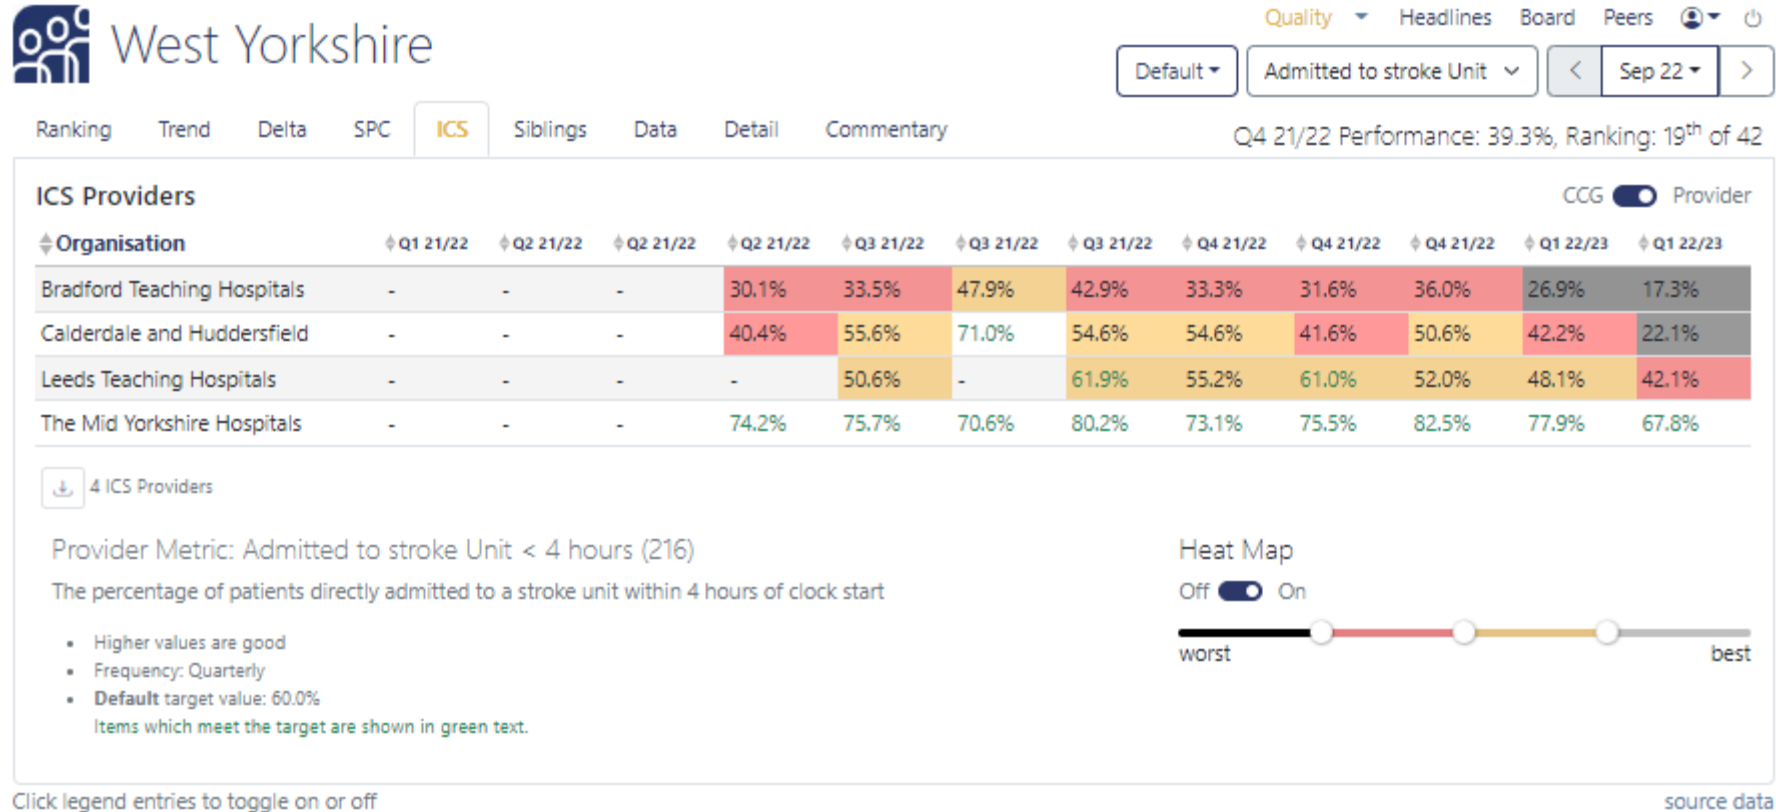 West Yorkshire
Quality Headlines Board Peers
Default Admitted to stroke Unit < Sep 22 >
Ranking Trend Delta SPC ICS Siblings Data Detail Commentary
Q4 21/22 Performance: 39.3%, Ranking: 19th of 42
ICS Providers
CCG Provider
Organisation Q1 21/22 Q2 21/22 Q2 21/22 Q2 21/22 Q3 21/22 Q3 21/22 Q3 21/22 Q4 21/22 Q4 21/22 Q4 21/22 Q1 22/23 Q1 22/23
Bradford Teaching Hospitals - - - 30.1% 33.5% 47.9% 42.9% 33.3% 31.6% 36.0% 26.9% 17.3%
Calderdale and Huddersfield - - - 40.4% 55.6% 71.0% 54.6% 54.6% 41.6% 50.6% 42.2% 22.1%
Leeds Teaching Hospitals - - - - 50.6% - 61.9% 55.2% 61.0% 52.0% 48.1% 42.1%
The Mid Yorkshire Hospitals - - - 74.2% 75.7% 70.6% 80.2% 73.1% 75.5% 82.5% 77.9% 67.8%
4 ICS Providers
Provider Metric: Admitted to stroke Unit < 4 hours (216)
The percentage of patients directly admitted to a stroke unit within 4 hours of clock start
• Higher values are good
• Frequency: Quarterly
• Default target value: 60.0%
Items which meet the target are shown in green text.
Heat Map
Off On
worst best
Click legend entries to toggle on or off
source data